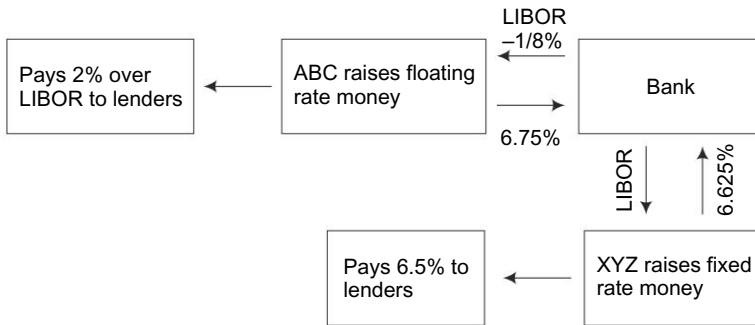 LIBOR
–1/8%
Pays 2% over
LIBOR to lenders
ABC raises floating
rate money
Bank
6.75%
LIBOR
6.625%
Pays 6.5% to
lenders
XYZ raises fixed
rate money